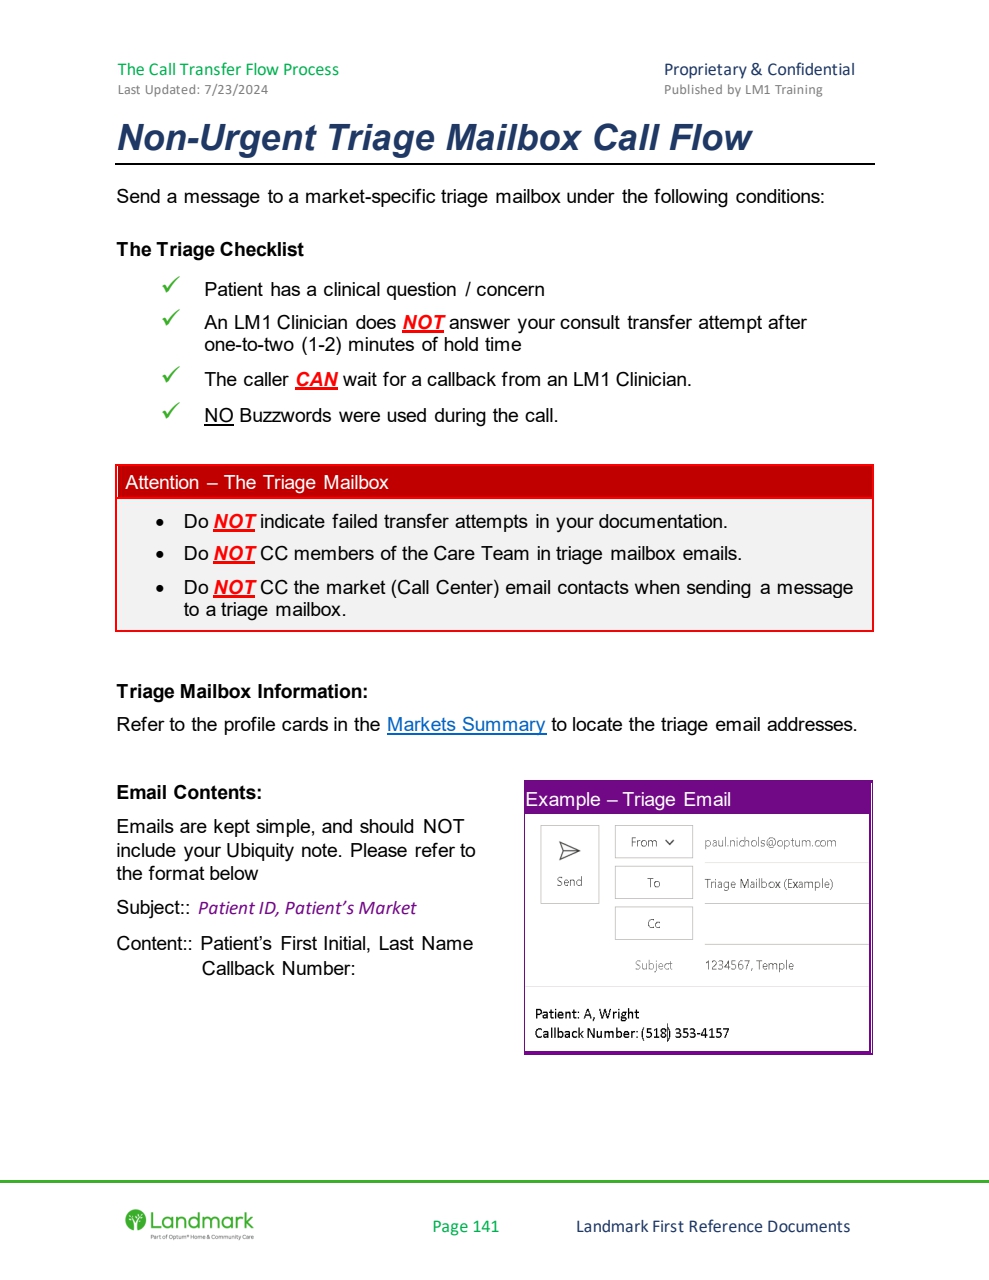 The Call Transfer Flow Process
Proprietary & Confidential
Last Updated: 7/23/2024
Published by LM1 Training
Non-Urgent Triage Mailbox Call Flow
Send a message to a market-specific triage mailbox under the following conditions:
The Triage Checklist
✓ Patient has a clinical question / concern
✓ An LM1 Clinician does NOT answer your consult transfer attempt after
one-to-two (1-2) minutes of hold time
✓ The caller CAN wait for a callback from an LM1 Clinician.
✓ NO Buzzwords were used during the call.
Attention – The Triage Mailbox
• Do NOT indicate failed transfer attempts in your documentation.
• Do NOT CC members of the Care Team in triage mailbox emails.
• Do NOT CC the market (Call Center) email contacts when sending a message
to a triage mailbox.
Triage Mailbox Information:
Refer to the profile cards in the Markets Summary to locate the triage email addresses.
Email Contents:
Emails are kept simple, and should NOT
include your Ubiquity note. Please refer to
the format below
Subject:: Patient ID, Patient's Market
Content:: Patient's First Initial, Last Name
Callback Number:
Example – Triage Email
Send
From
paul.nichols@optum.com
To
Triage Mailbox (Example)
Cc
Subject
1234567, Temple
Patient: A, Wright
Callback Number: (518) 353-4157
Landmark
Part of Optum® Home & Community Care
Page 141
Landmark First Reference Documents